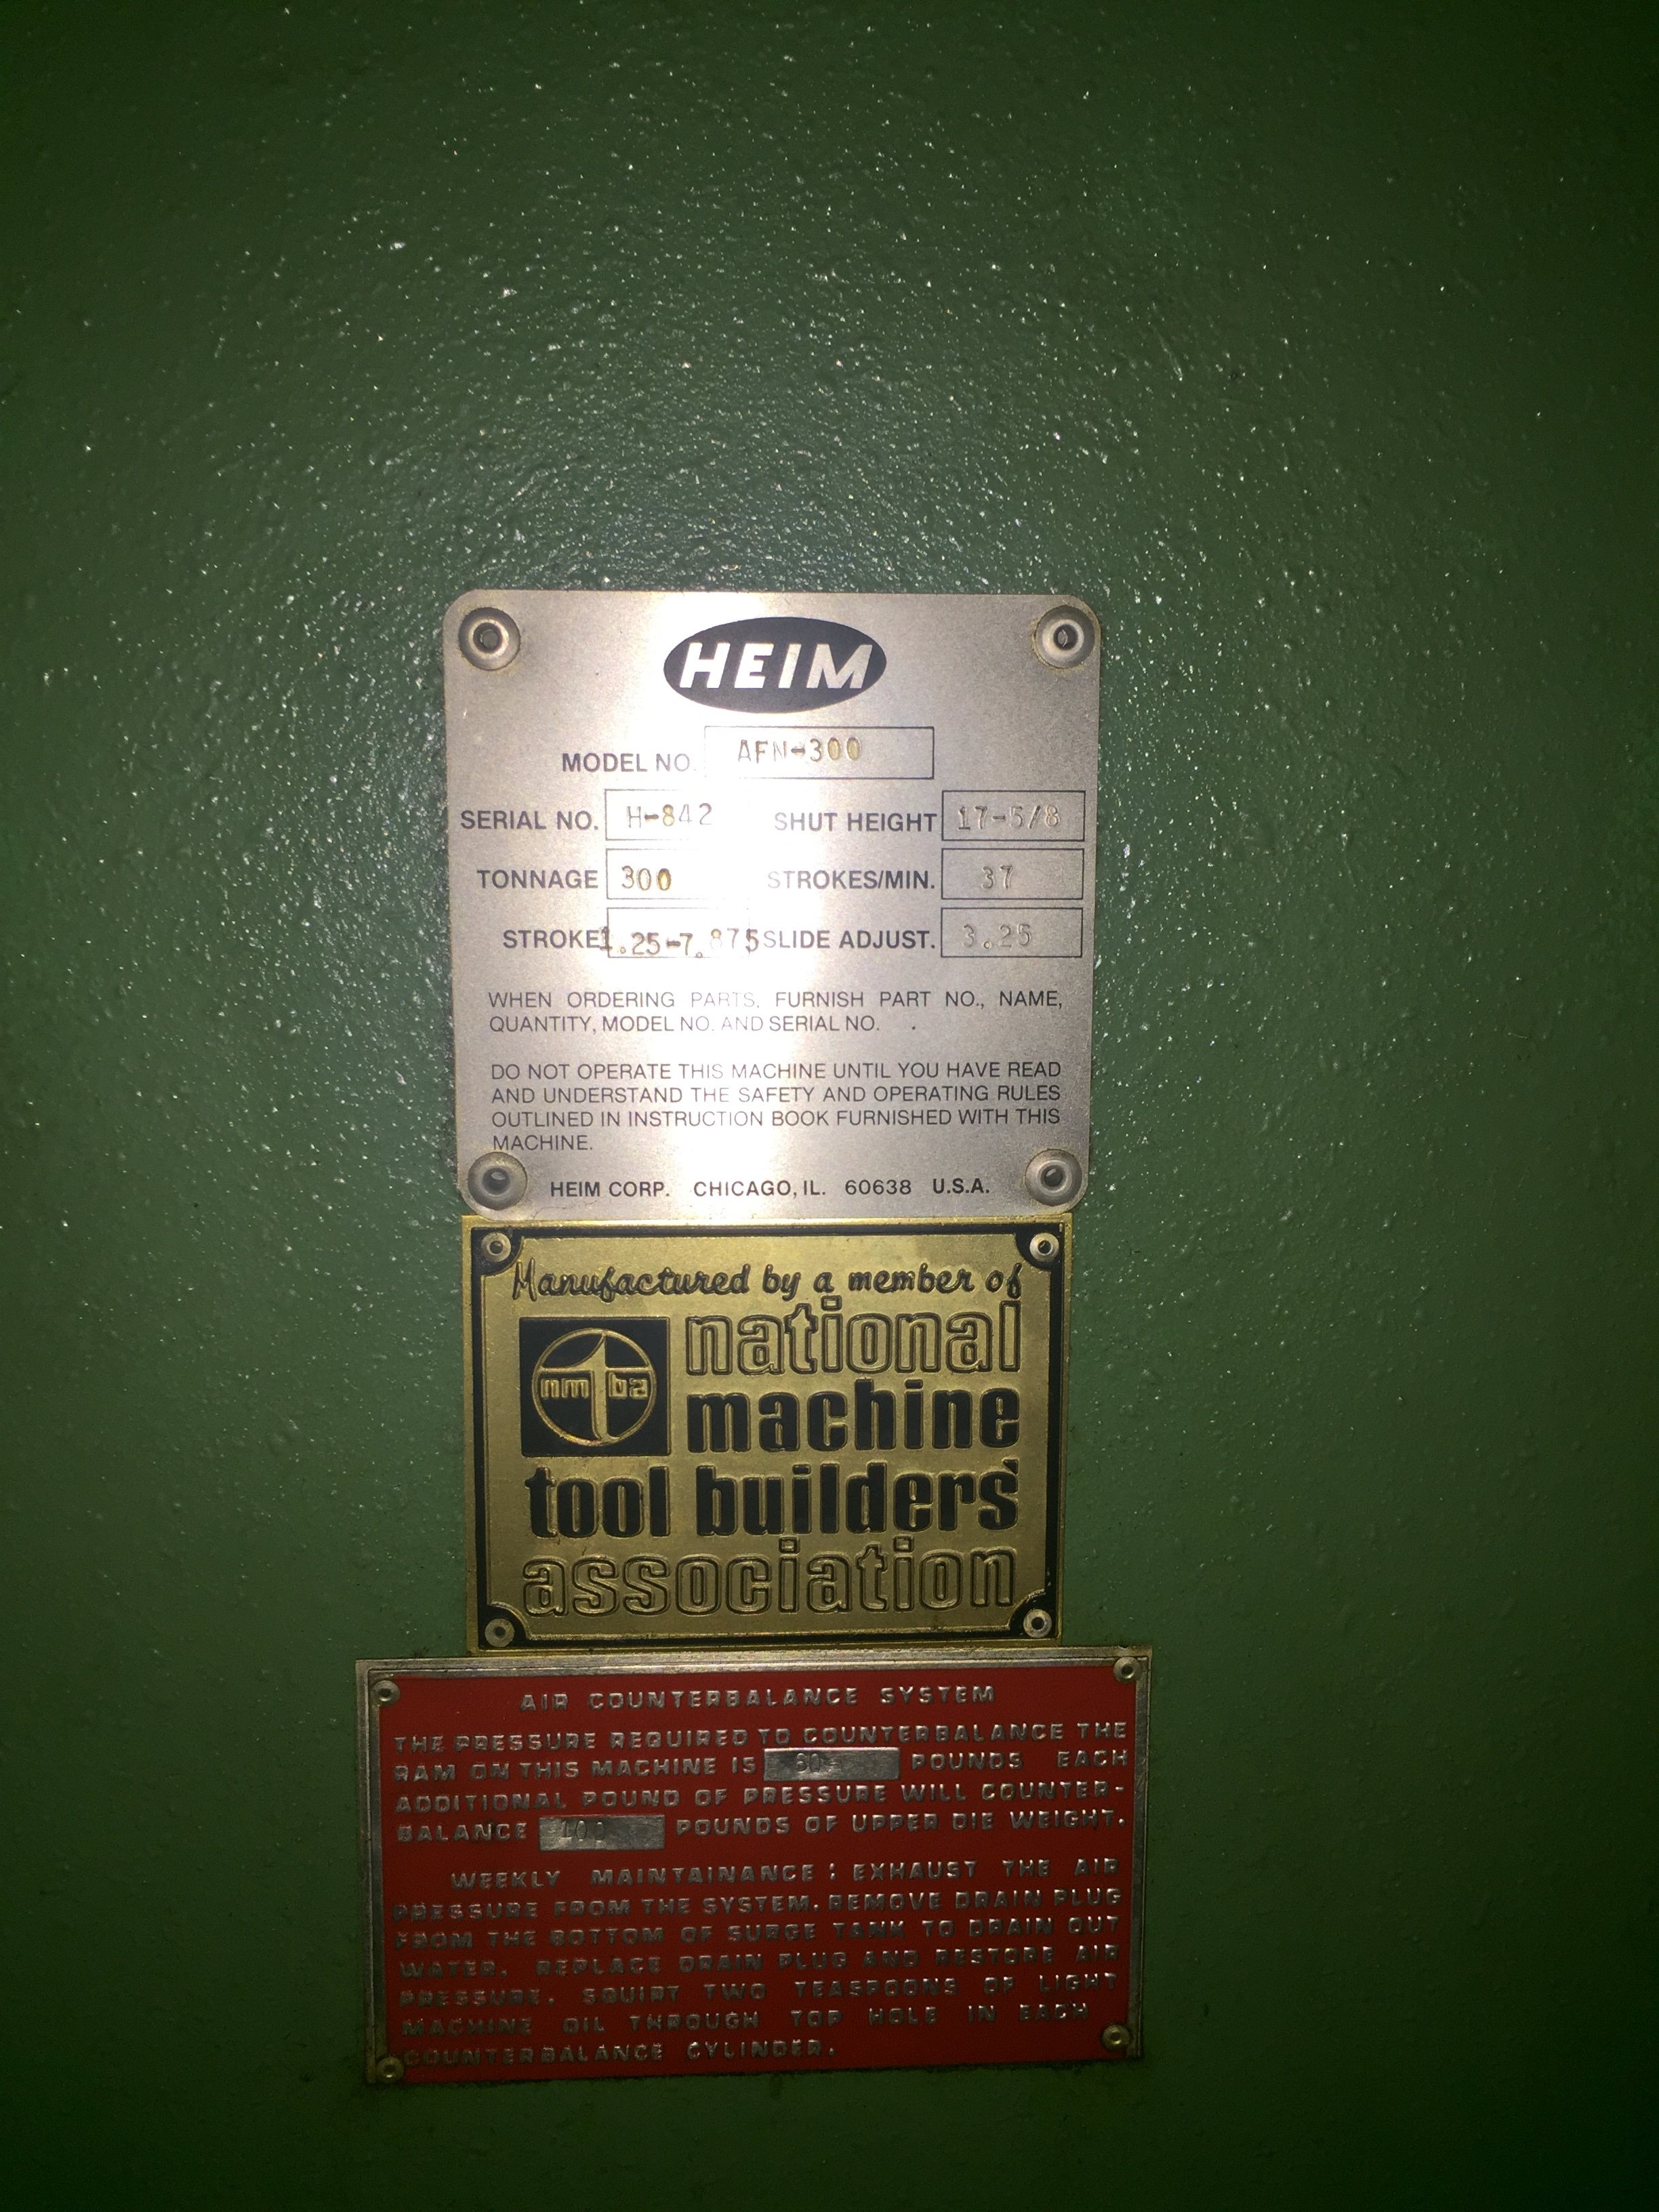 HEIM
MODEL NO. AFN-300
SERIAL NO. H-842 SHUT HEIGHT 17-5/8
TONNAGE 300 STROKES/MIN. 37
STROKE 1.25-7.875 SLIDE ADJUST. 3.25
WHEN ORDERING PARTS, FURNISH PART NO., NAME,
QUANTITY, MODEL NO. AND SERIAL NO.
DO NOT OPERATE THIS MACHINE UNTIL YOU HAVE READ
AND UNDERSTAND THE SAFETY AND OPERATING RULES
OUTLINED IN INSTRUCTION BOOK FURNISHED WITH THIS
MACHINE.
HEIM CORP. CHICAGO, IL. 60638 U.S.A.
Manufactured by a member of
nmtba
national
machine
tool builders'
association
AIR COUNTERBALANCE SYSTEM
THE PRESSURE REQUIRED TO COUNTERBALANCE THE
RAM ON THIS MACHINE IS POUNDS EACH
ADDITIONAL POUND OF PRESSURE WILL COUNTER-
BALANCE 100 POUNDS OF UPPER DIE WEIGHT.
WEEKLY MAINTAINANCE: EXHAUST THE AIR
PRESSURE FROM THE SYSTEM. REMOVE DRAIN PLUG
FROM THE BOTTOM OF SURGE TANK TO DRAIN OUT
WATER. REPLACE DRAIN PLUG AND RESTORE AIR
PRESSURE. SQUIRT TWO TEASPOONS OF LIGHT
MACHINE OIL THROUGH TOP HOLE IN EACH
COUNTERBALANCE CYLINDER.